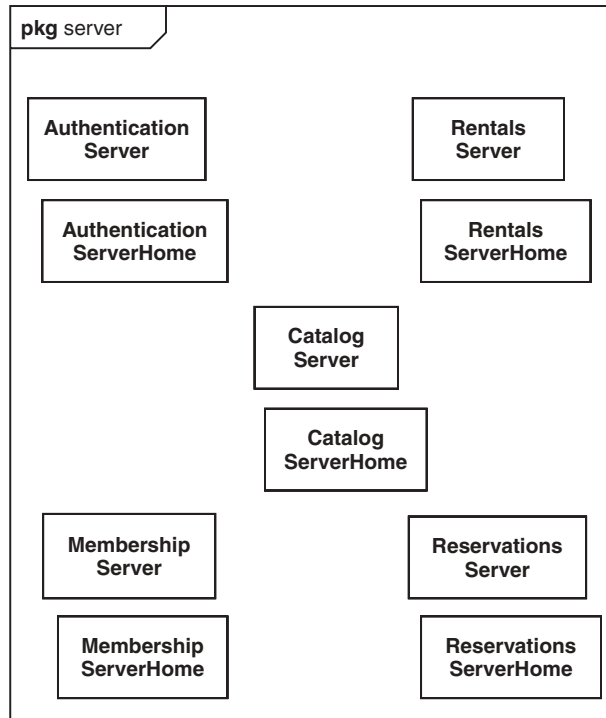 pkg server
Authentication
Server
Rentals
Server
Authentication
ServerHome
Rentals
ServerHome
Catalog
Server
Catalog
ServerHome
Membership
Server
Reservations
Server
Membership
ServerHome
Reservations
ServerHome